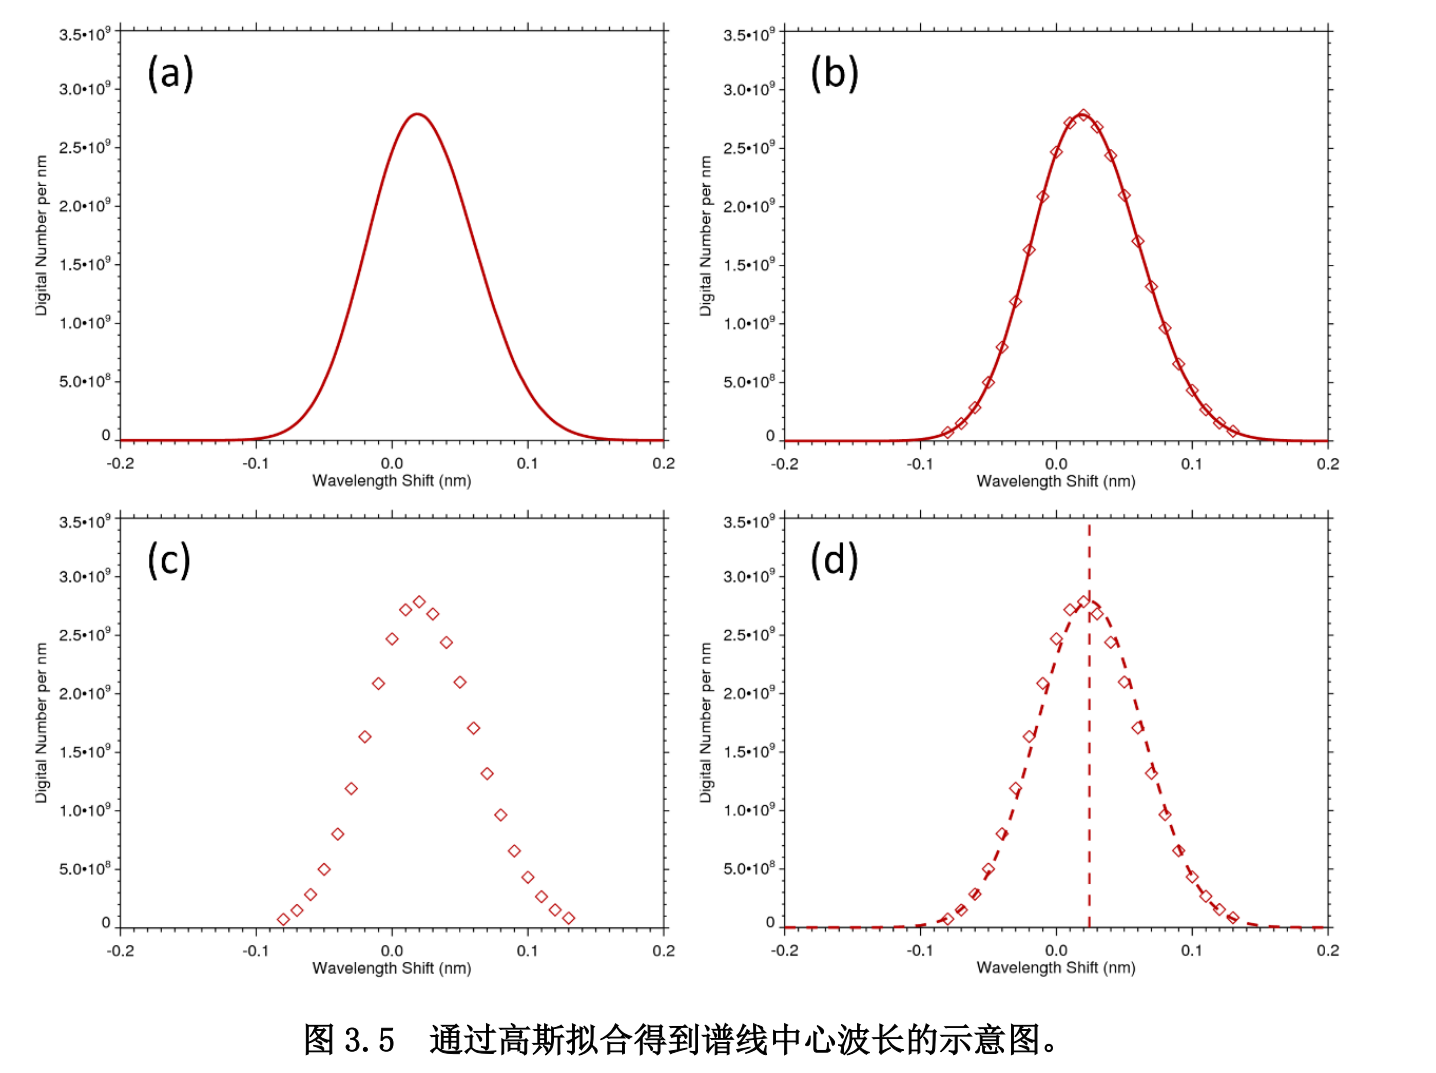 (a)
3.5•10⁹
3.0•10⁹
2.5•10⁹
2.0•10⁹
1.5•10⁹
1.0•10⁹
5.0•10⁸
0
-0.2 -0.1 0.0 0.1 0.2
Wavelength Shift (nm)
Digital Number per nm
(b)
3.5•10⁹
3.0•10⁹
2.5•10⁹
2.0•10⁹
1.5•10⁹
1.0•10⁹
5.0•10⁸
0
-0.2 -0.1 0.0 0.1 0.2
Wavelength Shift (nm)
Digital Number per nm
(c)
3.5•10⁹
3.0•10⁹
2.5•10⁹
2.0•10⁹
1.5•10⁹
1.0•10⁹
5.0•10⁸
0
-0.2 -0.1 0.0 0.1 0.2
Wavelength Shift (nm)
Digital Number per nm
(d)
3.5•10⁹
3.0•10⁹
2.5•10⁹
2.0•10⁹
1.5•10⁹
1.0•10⁹
5.0•10⁸
0
-0.2 -0.1 0.0 0.1 0.2
Wavelength Shift (nm)
Digital Number per nm
图 3.5 通过高斯拟合得到谱线中心波长的示意图。